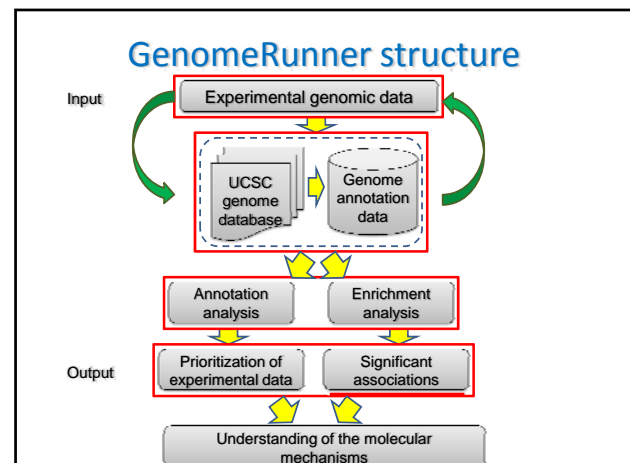 GenomeRunner structure
Input
Experimental genomic data
UCSC
genome
database
Genome
annotation
data
Annotation
analysis
Enrichment
analysis
Output
Prioritization of
experimental data
Significant
associations
Understanding of the molecular
mechanisms